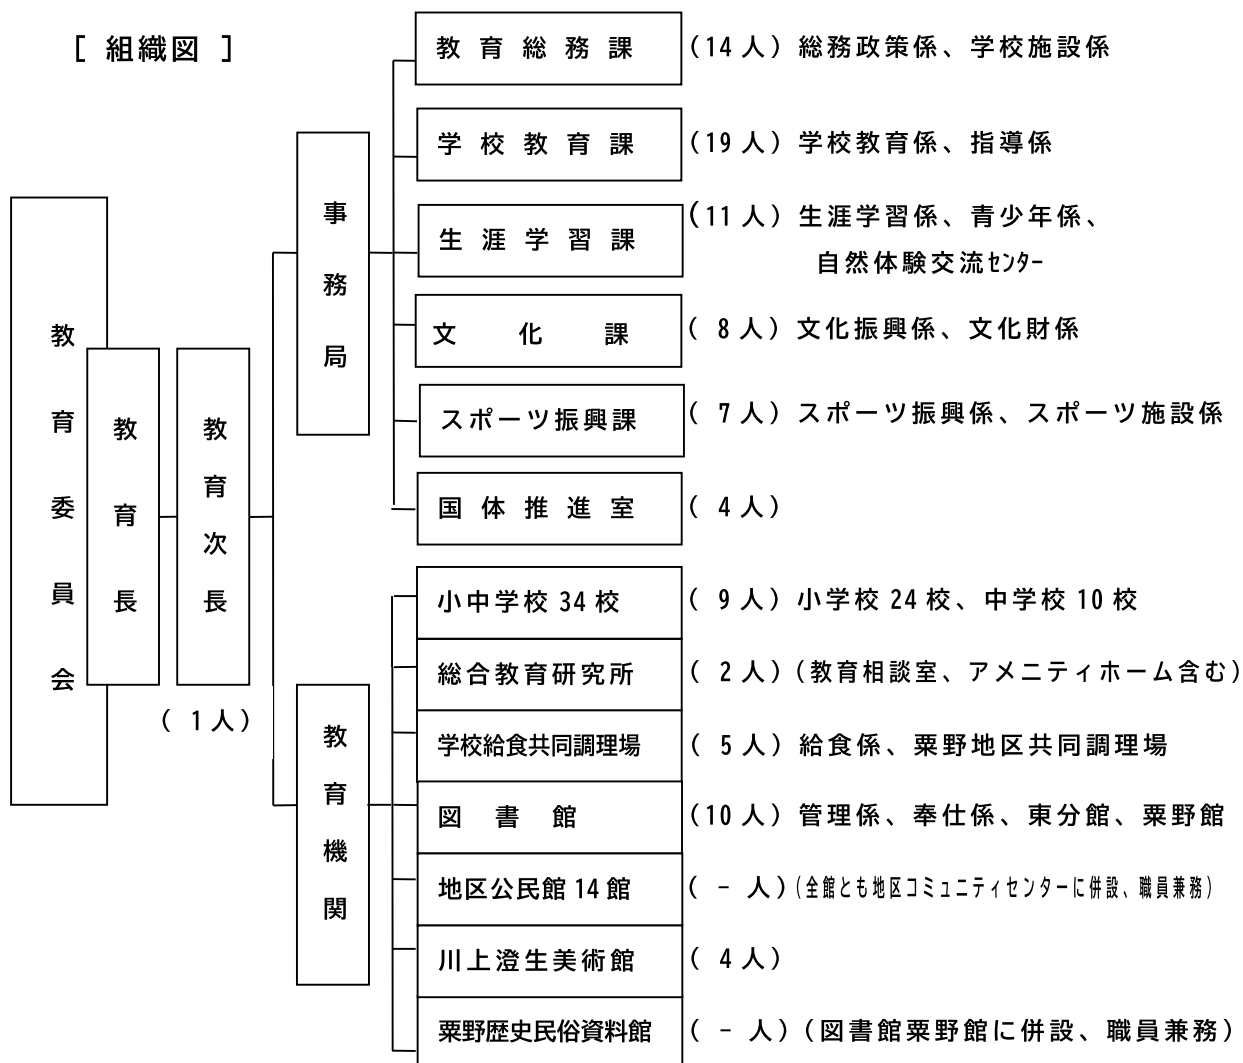 [ 組織図 ]
教育委員会
教育長
教育次長
( 1人)
事務局
教育総務課 (14人) 総務政策係、学校施設係
学校教育課 (19人) 学校教育係、指導係
生涯学習課 (11人) 生涯学習係、青少年係、
自然体験交流ｾﾝﾀｰ
文化課 ( 8人) 文化振興係、文化財係
スポーツ振興課 ( 7人) スポーツ振興係、スポーツ施設係
国体推進室 ( 4人)
教育機関
小中学校34校 ( 9人) 小学校24校、中学校10校
総合教育研究所 ( 2人) (教育相談室、アメニティホーム含む)
学校給食共同調理場 ( 5人) 給食係、粟野地区共同調理場
図書館 (10人) 管理係、奉仕係、東分館、粟野館
地区公民館14館 ( - 人) (全館とも地区コミュニティセンターに併設、職員兼務)
川上澄生美術館 ( 4人)
粟野歴史民俗資料館 ( - 人) (図書館粟野館に併設、職員兼務)